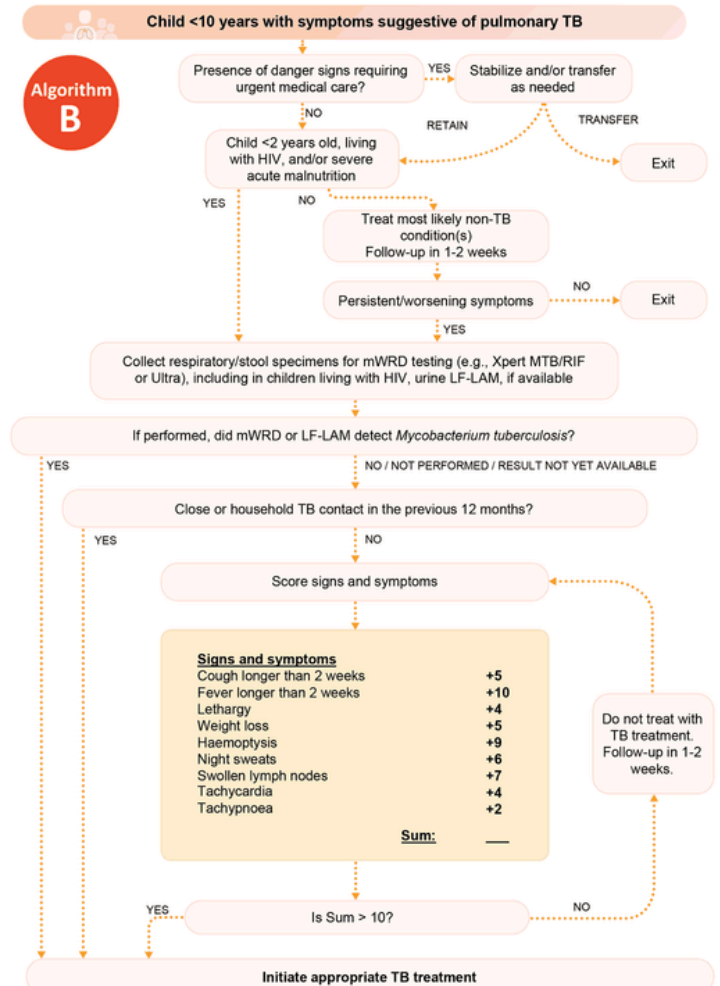 Child <10 years with symptoms suggestive of pulmonary TB
Algorithm
B
Presence of danger signs requiring
urgent medical care?
YES
Stabilize and/or transfer
as needed
NO
RETAIN
TRANSFER
Child <2 years old, living
with HIV, and/or severe
acute malnutrition
Exit
YES
NO
Treat most likely non-TB
condition(s)
Follow-up in 1-2 weeks
Persistent/worsening symptoms
NO
Exit
YES
Collect respiratory/stool specimens for mWRD testing (e.g., Xpert MTB/RIF
or Ultra), including in children living with HIV, urine LF-LAM, if available
If performed, did mWRD or LF-LAM detect Mycobacterium tuberculosis?
YES
NO / NOT PERFORMED / RESULT NOT YET AVAILABLE
Close or household TB contact in the previous 12 months?
YES
NO
Score signs and symptoms
Signs and symptoms
Cough longer than 2 weeks +5
Fever longer than 2 weeks +10
Lethargy +4
Weight loss +5
Haemoptysis +9
Night sweats +6
Swollen lymph nodes +7
Tachycardia +4
Tachypnoea +2
Sum: ___
Do not treat with
TB treatment.
Follow-up in 1-2
weeks.
YES
Is Sum > 10?
NO
Initiate appropriate TB treatment